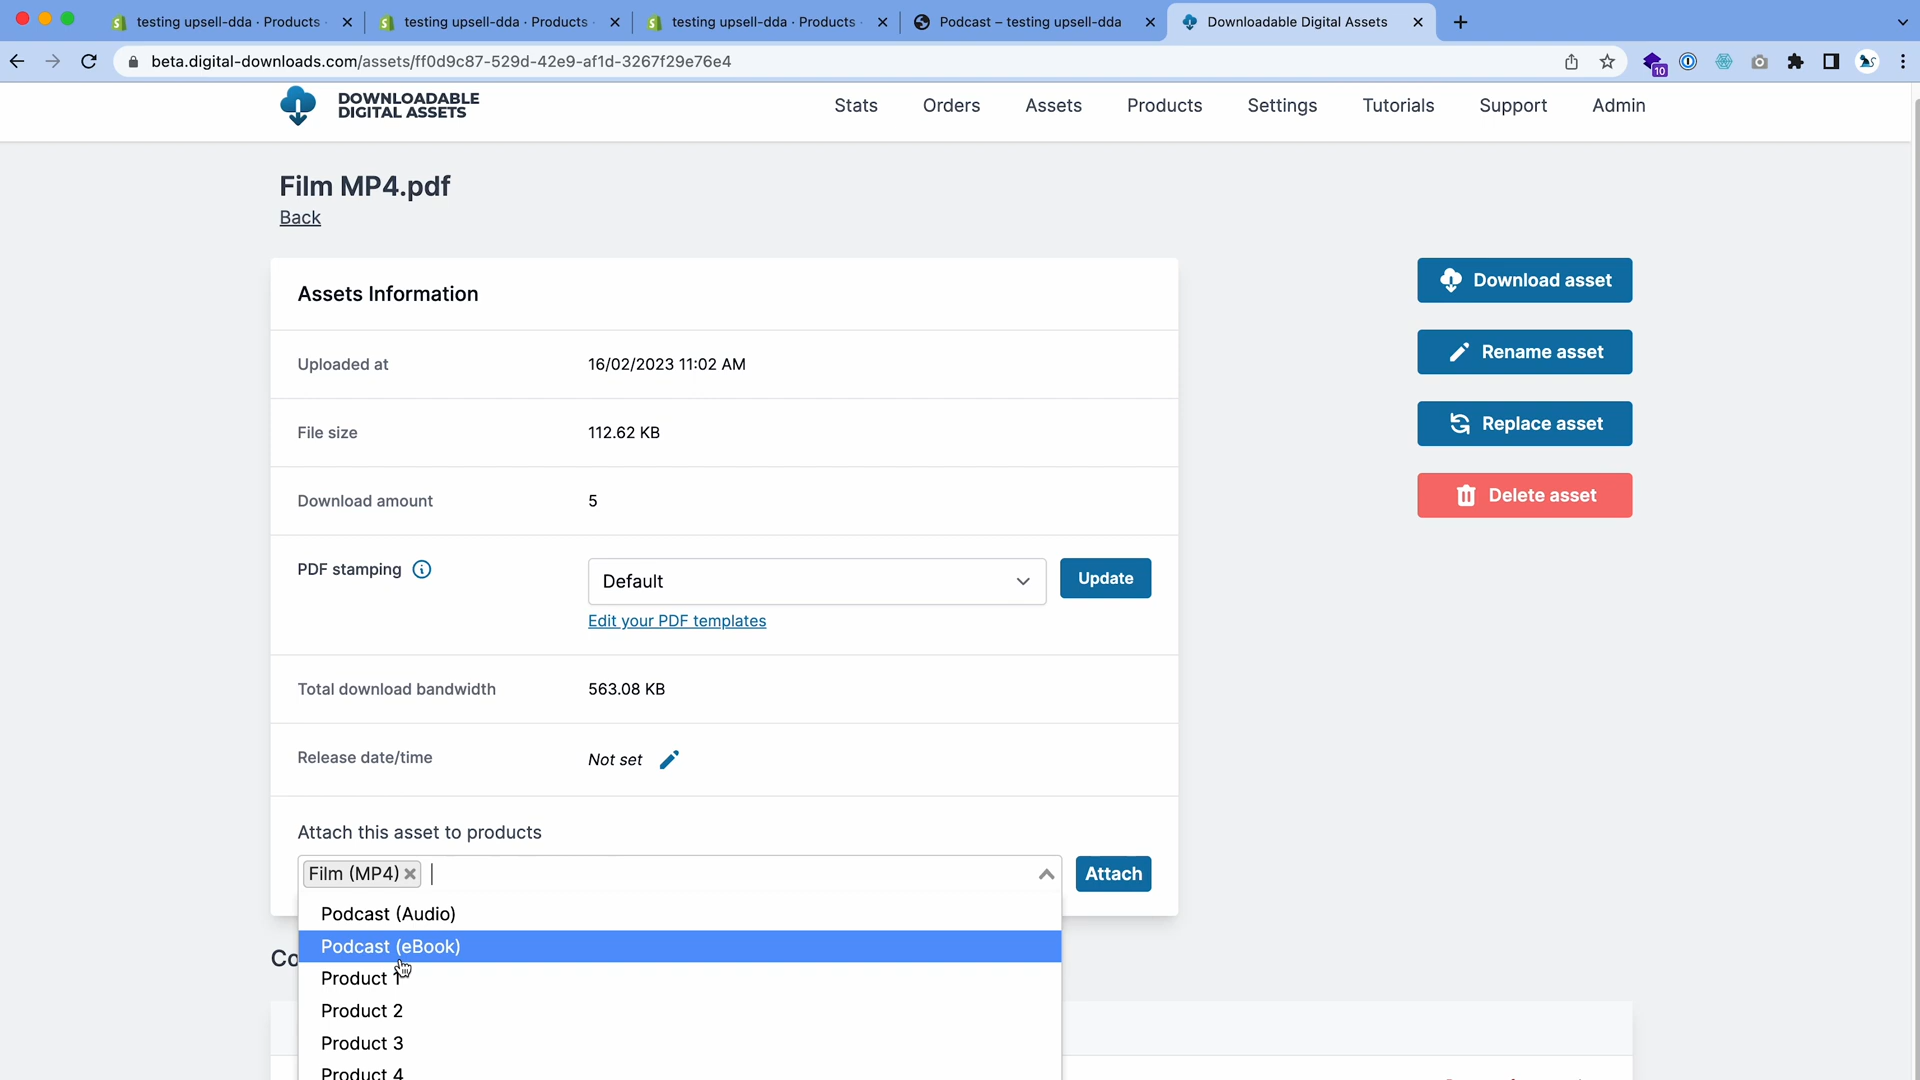 testing upsell-dda · Products
testing upsell-dda · Products
testing upsell-dda · Products
Podcast – testing upsell-dda
Downloadable Digital Assets
beta.digital-downloads.com/assets/ff0d9c87-529d-42e9-af1d-3267f29e76e4
10
DOWNLOADABLE
DIGITAL ASSETS
Stats
Orders
Assets
Products
Settings
Tutorials
Support
Admin
Film MP4.pdf
Back
Assets Information
Download asset
Rename asset
Uploaded at
16/02/2023 11:02 AM
Replace asset
File size
112.62 KB
Delete asset
Download amount
5
PDF stamping
Default
Update
Edit your PDF templates
Total download bandwidth
563.08 KB
Release date/time
Not set
Attach this asset to products
Film (MP4)
Attach
Podcast (Audio)
Podcast (eBook)
Co
Product 1
Product 2
Product 3
Product 4